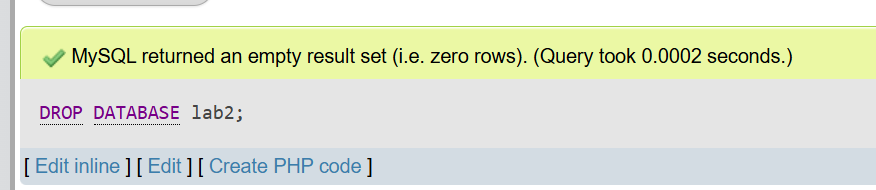 MySQL returned an empty result set (i.e. zero rows). (Query took 0.0002 seconds.)
DROP DATABASE lab2;
[ Edit inline ] [ Edit ] [ Create PHP code ]